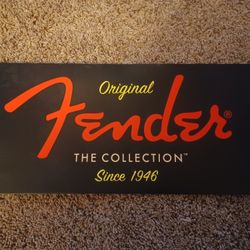 Original
Fender®
THE COLLECTION™
Since 1946